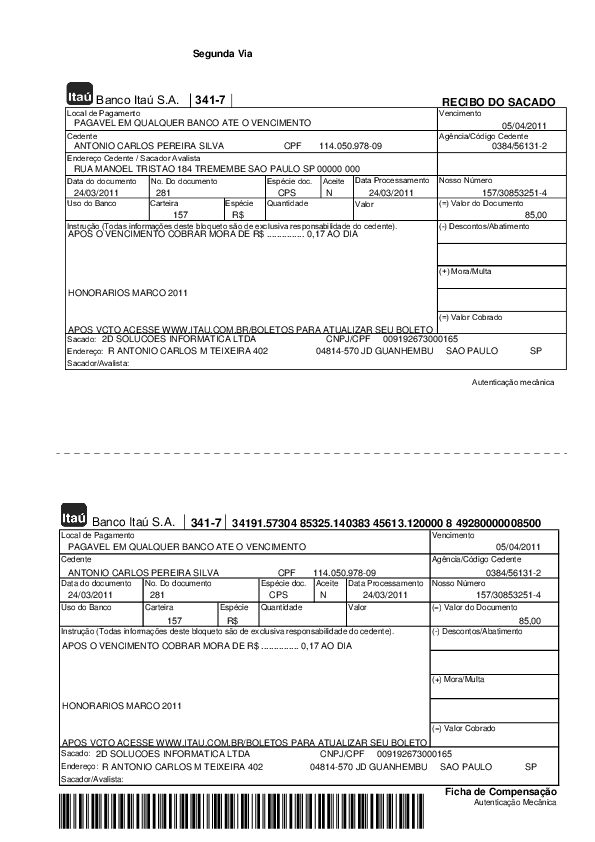 Segunda Via
Itaú Banco Itaú S.A. 341-7 RECIBO DO SACADO
Local de Pagamento Vencimento
PAGAVEL EM QUALQUER BANCO ATE O VENCIMENTO 05/04/2011
Cedente Agência/Código Cedente
ANTONIO CARLOS PEREIRA SILVA CPF 114.050.978-09 0384/56131-2
Endereço Cedente / Sacador Avalista
RUA MANOEL TRISTAO 184 TREMEMBE SAO PAULO SP 00000 000
Data do documento No. Do documento Espécie doc. Aceite Data Processamento Nosso Número
24/03/2011 281 CPS N 24/03/2011 157/30853251-4
Uso do Banco Carteira Espécie Quantidade Valor (=) Valor do Documento
157 R$ 85,00
Instrução (Todas informações deste bloqueto são de exclusiva responsabilidade do cedente). (-) Descontos/Abatimento
APOS O VENCIMENTO COBRAR MORA DE R$ ............... 0,17 AO DIA
(+) Mora/Multa
HONORARIOS MARCO 2011
(=) Valor Cobrado
APOS VCTO ACESSE WWW.ITAU.COM.BR/BOLETOS PARA ATUALIZAR SEU BOLETO
Sacado: 2D SOLUCOES INFORMATICA LTDA CNPJ/CPF 009192673000165
Endereço: R ANTONIO CARLOS M TEIXEIRA 402 04814-570 JD GUANHEMBU SAO PAULO SP
Sacador/Avalista:
Autenticação mecânica
Itaú Banco Itaú S.A. 341-7 34191.57304 85325.140383 45613.120000 8 49280000008500
Local de Pagamento Vencimento
PAGAVEL EM QUALQUER BANCO ATE O VENCIMENTO 05/04/2011
Cedente Agência/Código Cedente
ANTONIO CARLOS PEREIRA SILVA CPF 114.050.978-09 0384/56131-2
Data do documento No. Do documento Espécie doc. Aceite Data Processamento Nosso Número
24/03/2011 281 CPS N 24/03/2011 157/30853251-4
Uso do Banco Carteira Espécie Quantidade Valor (=) Valor do Documento
157 R$ 85,00
Instrução (Todas informações deste bloqueto são de exclusiva responsabilidade do cedente). (-) Descontos/Abatimento
APOS O VENCIMENTO COBRAR MORA DE R$ ............... 0,17 AO DIA
(+) Mora/Multa
HONORARIOS MARCO 2011
(=) Valor Cobrado
APOS VCTO ACESSE WWW.ITAU.COM.BR/BOLETOS PARA ATUALIZAR SEU BOLETO
Sacado: 2D SOLUCOES INFORMATICA LTDA CNPJ/CPF 009192673000165
Endereço: R ANTONIO CARLOS M TEIXEIRA 402 04814-570 JD GUANHEMBU SAO PAULO SP
Sacador/Avalista:
Ficha de Compensação
Autenticação Mecânica